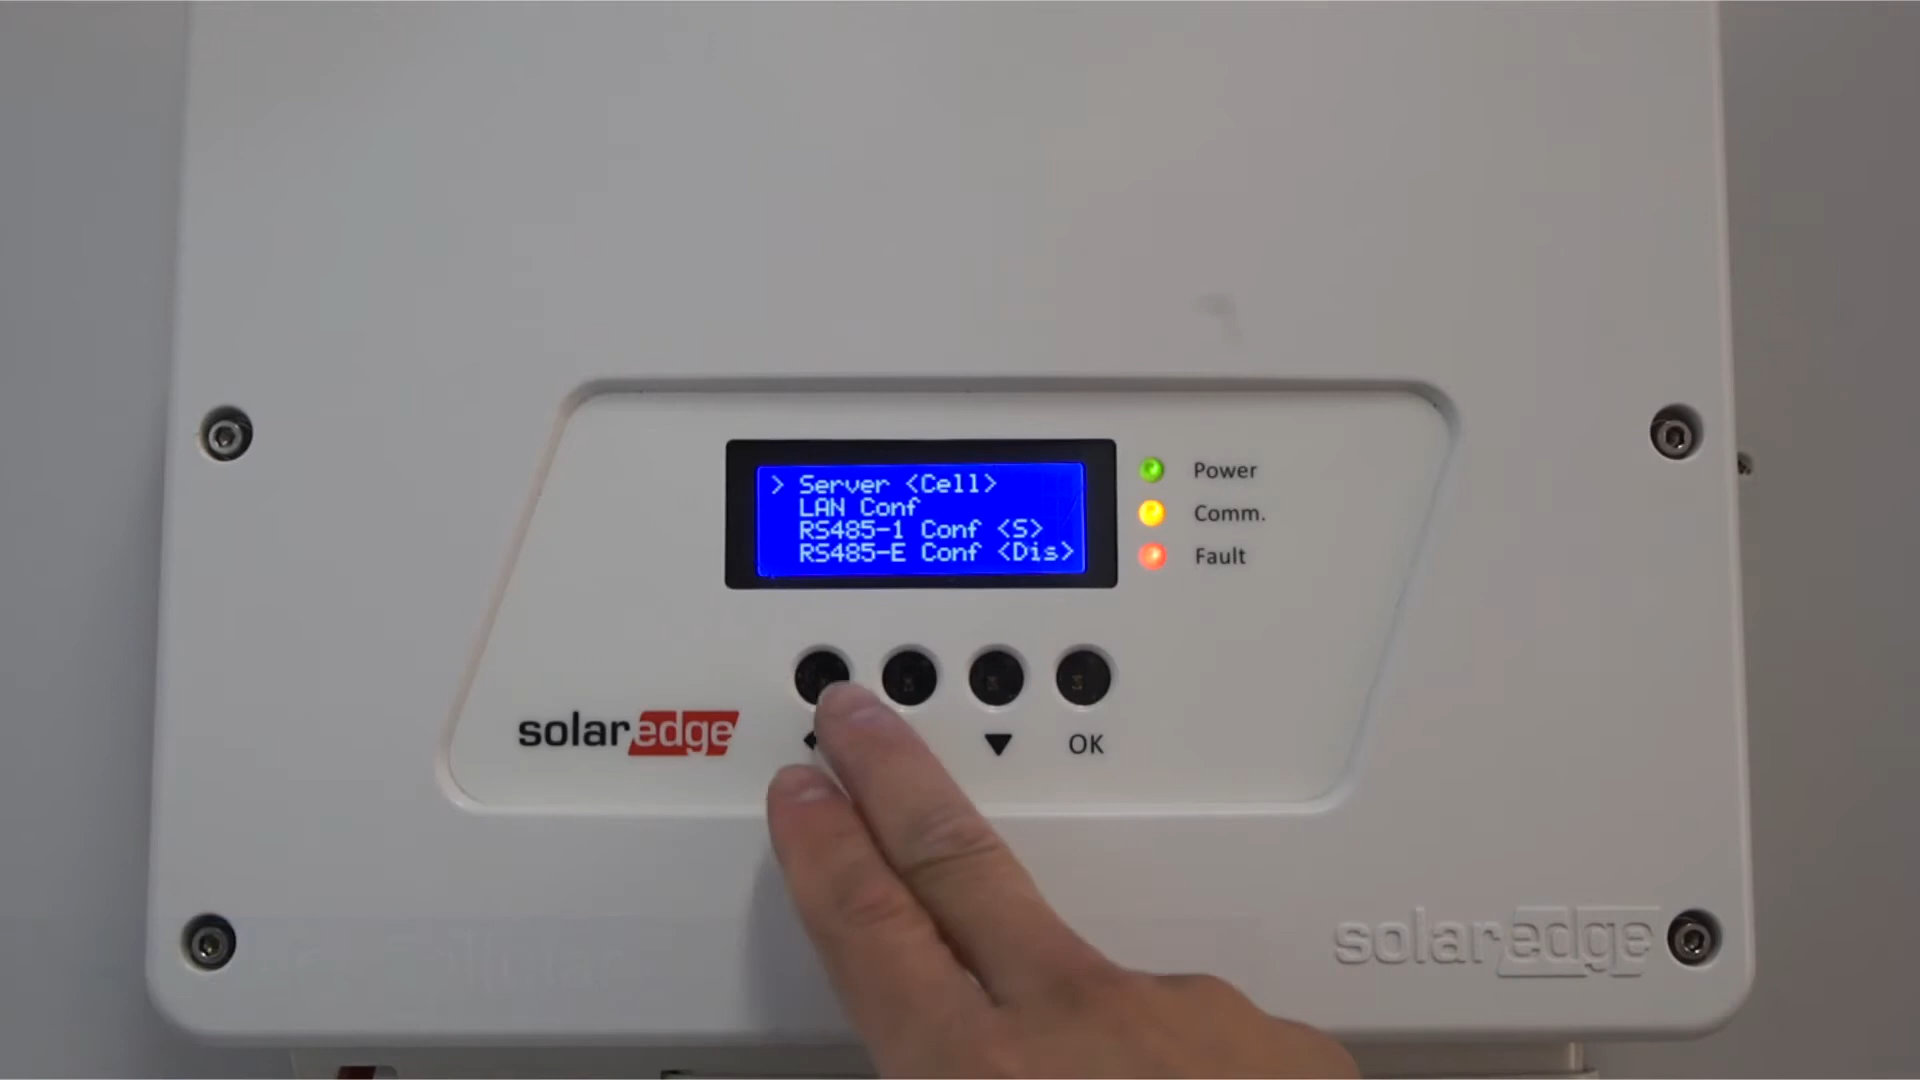 > Server <Cell>
LAN Conf
RS485-1 Conf <S>
RS485-E Conf <Dis>
Power
Comm.
Fault
solaredge
OK
solaredge